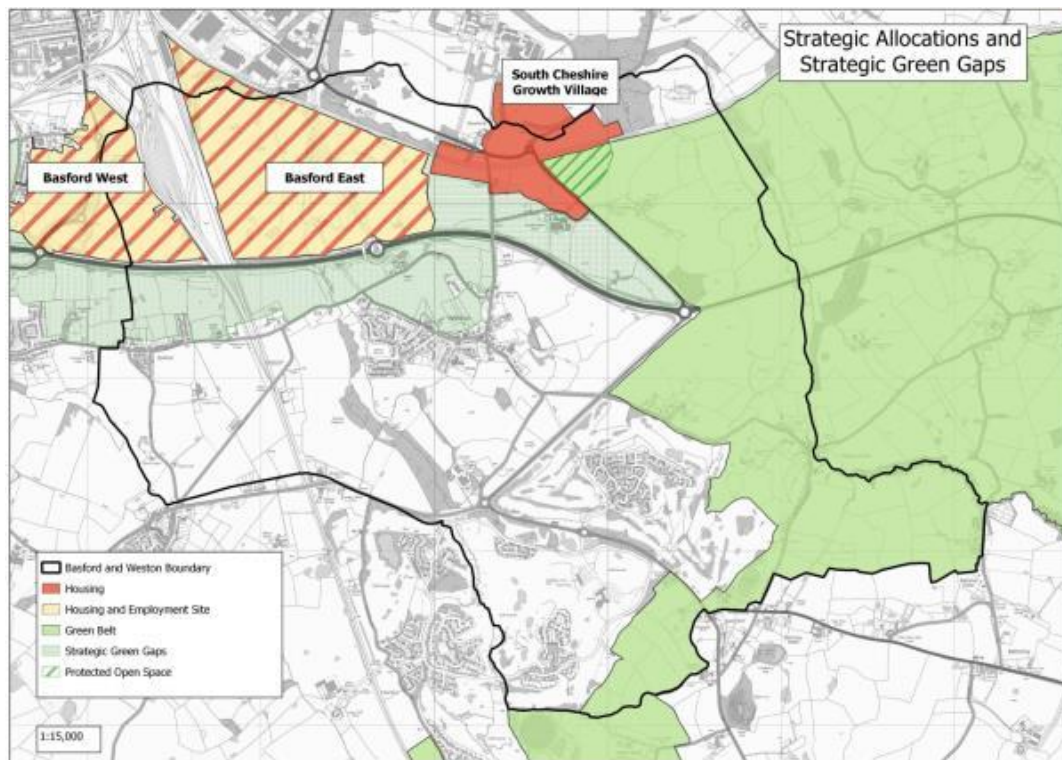 Strategic Allocations and
Strategic Green Gaps
South Cheshire
Growth Village
Basford West
Basford East
Basford and Weston Boundary
Housing
Housing and Employment Site
Green Belt
Strategic Green Gaps
Protected Open Space
1:15,000